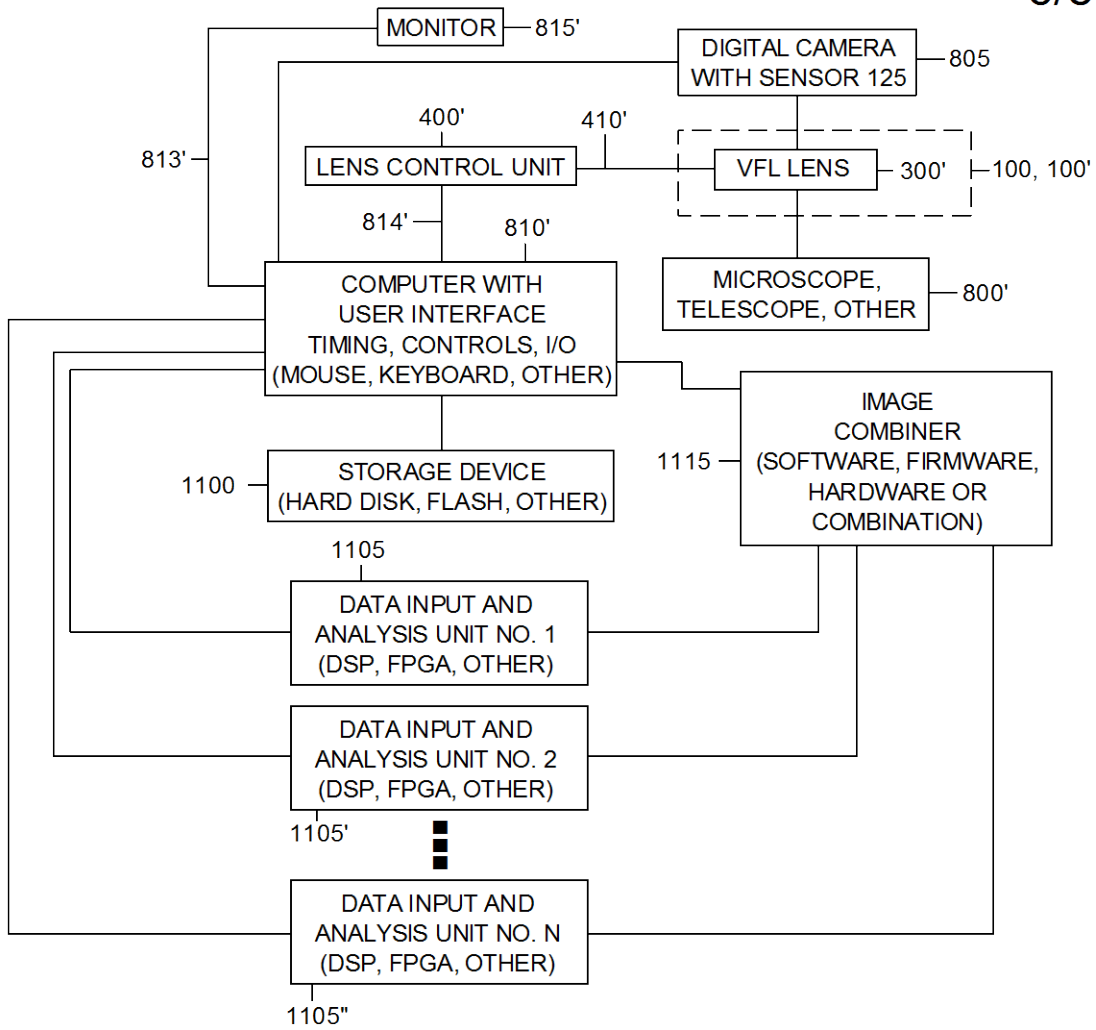 MONITOR
815'
DIGITAL CAMERA
WITH SENSOR 125
805
813'
400'
410'
LENS CONTROL UNIT
VFL LENS
300'
100, 100'
814'
810'
COMPUTER WITH
USER INTERFACE
TIMING, CONTROLS, I/O
(MOUSE, KEYBOARD, OTHER)
MICROSCOPE,
TELESCOPE, OTHER
800'
IMAGE
COMBINER
(SOFTWARE, FIRMWARE,
HARDWARE OR
COMBINATION)
1115
1100
STORAGE DEVICE
(HARD DISK, FLASH, OTHER)
1105
DATA INPUT AND
ANALYSIS UNIT NO. 1
(DSP, FPGA, OTHER)
DATA INPUT AND
ANALYSIS UNIT NO. 2
(DSP, FPGA, OTHER)
1105'
DATA INPUT AND
ANALYSIS UNIT NO. N
(DSP, FPGA, OTHER)
1105"